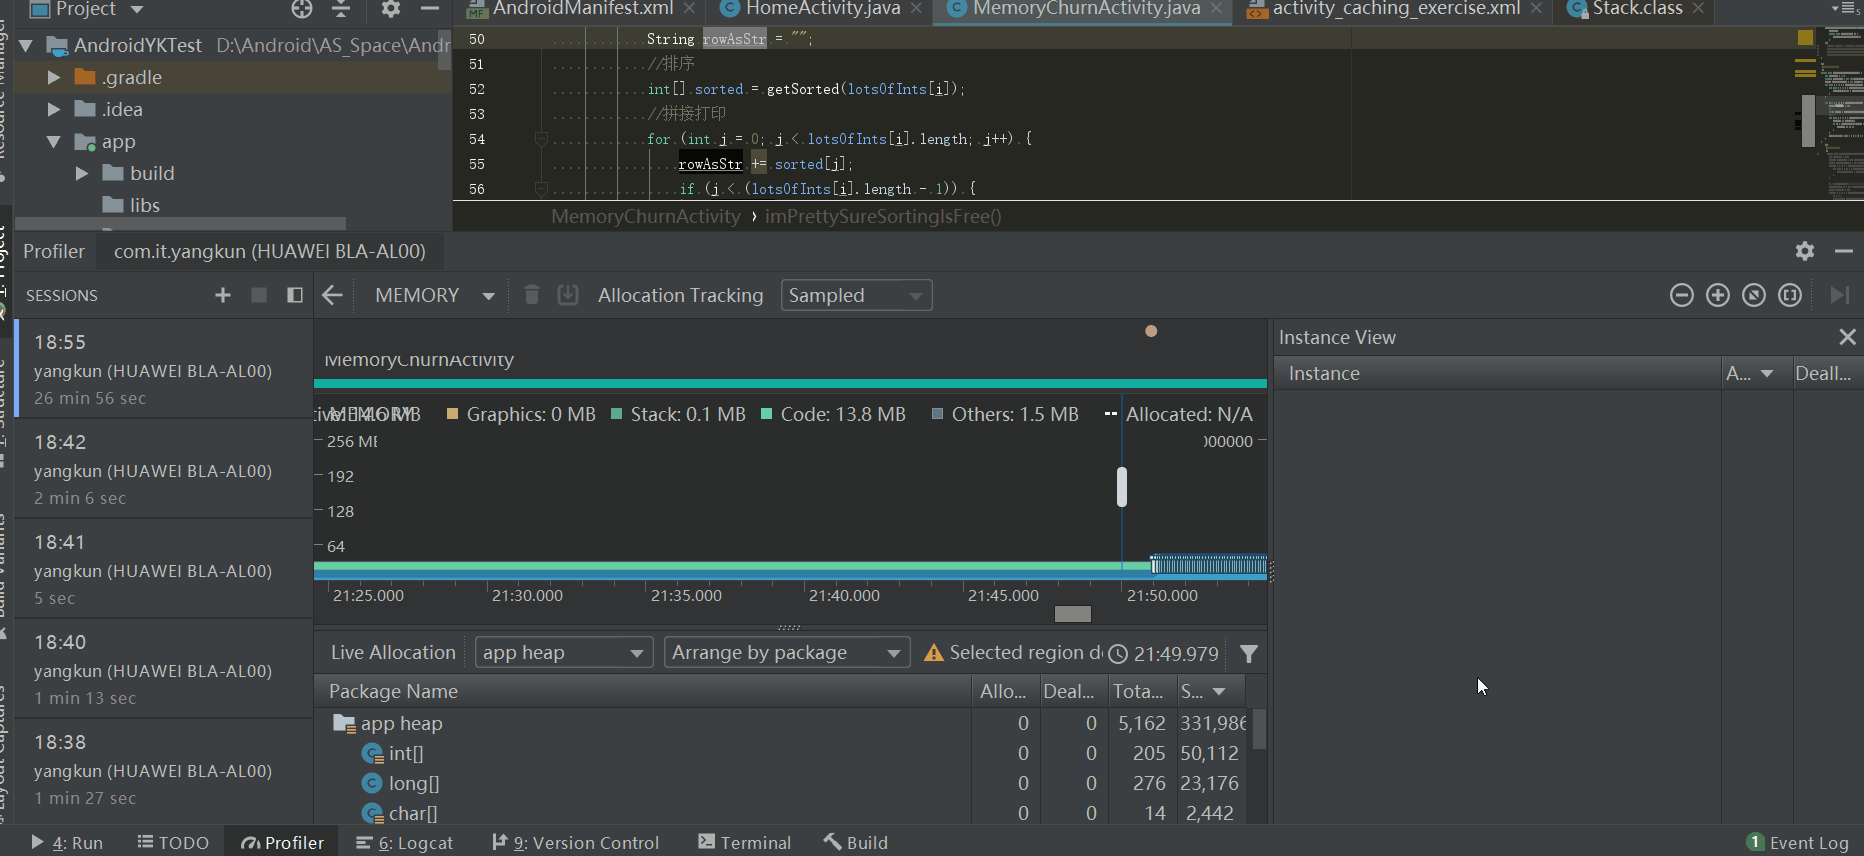 Project
AndroidManifest.xml
HomeActivity.java
MemoryChurnActivity.java
activity_caching_exercise.xml
Stack.class
AndroidYKTest D:\Android\AS_Space\Andr
.gradle
.idea
app
build
libs
50 String rowAsStr = "";
51 //排序
52 int[] sorted = getSorted(lotsOfInts[i]);
53 //拼接打印
54 for (int j = 0; j < lotsOfInts[i].length; j++) {
55 rowAsStr += sorted[j];
56 if (j < (lotsOfInts[i].length - 1)) {
MemoryChurnActivity › imPrettySureSortingIsFree()
Profiler com.it.yangkun (HUAWEI BLA-AL00)
SESSIONS
MEMORY Allocation Tracking Sampled
18:55
yangkun (HUAWEI BLA-AL00)
26 min 56 sec
18:42
yangkun (HUAWEI BLA-AL00)
2 min 6 sec
18:41
yangkun (HUAWEI BLA-AL00)
5 sec
18:40
yangkun (HUAWEI BLA-AL00)
1 min 13 sec
18:38
yangkun (HUAWEI BLA-AL00)
1 min 27 sec
MemoryChurnActivity
MEMORY Graphics: 0 MB Stack: 0.1 MB Code: 13.8 MB Others: 1.5 MB Allocated: N/A
256 MB
192
128
64
21:25.000 21:30.000 21:35.000 21:40.000 21:45.000 21:50.000
Live Allocation app heap Arrange by package Selected region d 21:49.979
Package Name Allo... Deal... Tota... S...
app heap 0 0 5,162 331,986
int[] 0 0 205 50,112
long[] 0 0 276 23,176
char[] 0 0 14 2,442
Instance View
Instance A... Deall...
4: Run TODO Profiler 6: Logcat 9: Version Control Terminal Build
1 Event Log